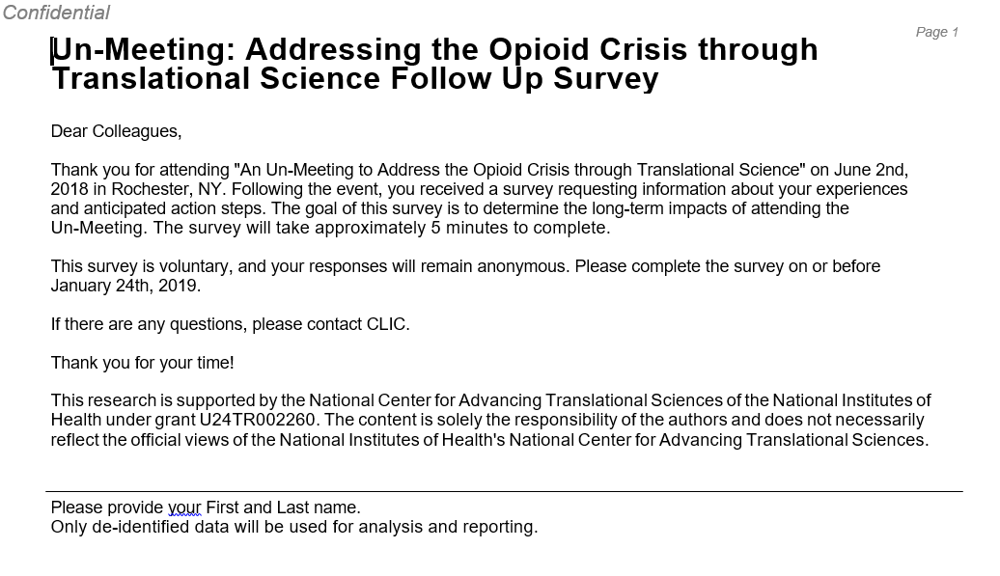 Confidential
Page 1
Un-Meeting: Addressing the Opioid Crisis through
Translational Science Follow Up Survey
Dear Colleagues,
Thank you for attending "An Un-Meeting to Address the Opioid Crisis through Translational Science" on June 2nd,
2018 in Rochester, NY. Following the event, you received a survey requesting information about your experiences
and anticipated action steps. The goal of this survey is to determine the long-term impacts of attending the
Un-Meeting. The survey will take approximately 5 minutes to complete.
This survey is voluntary, and your responses will remain anonymous. Please complete the survey on or before
January 24th, 2019.
If there are any questions, please contact CLIC.
Thank you for your time!
This research is supported by the National Center for Advancing Translational Sciences of the National Institutes of
Health under grant U24TR002260. The content is solely the responsibility of the authors and does not necessarily
reflect the official views of the National Institutes of Health's National Center for Advancing Translational Sciences.
Please provide your First and Last name.
Only de-identified data will be used for analysis and reporting.